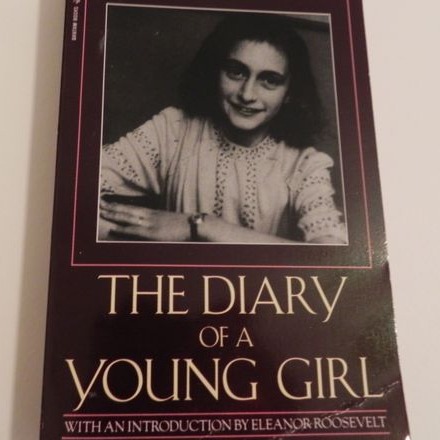 THE DIARY
OF A
YOUNG GIRL
WITH AN INTRODUCTION BY ELEANOR ROOSEVELT